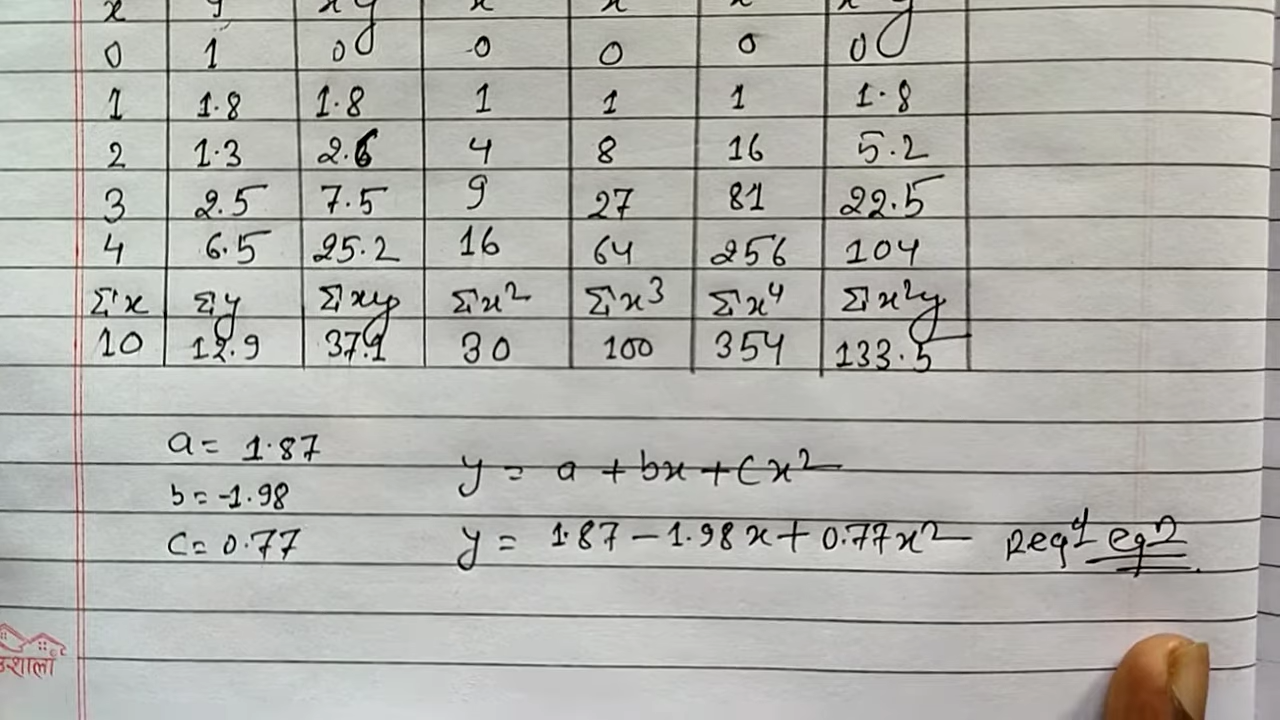 x y xy x x x x y
0 1 0 0 0 0 0
1 1.8 1.8 1 1 1 1.8
2 1.3 2.6 4 8 16 5.2
3 2.5 7.5 9 27 81 22.5
4 6.5 25.2 16 64 256 104
Σx Σy Σxy Σx² Σx³ Σx⁴ Σx²y
10 12.9 37.1 30 100 354 133.5
a = 1.87
y = a + bx + cx²
b = -1.98
c = 0.77
y = 1.87 - 1.98x + 0.77x² Reqd eqn